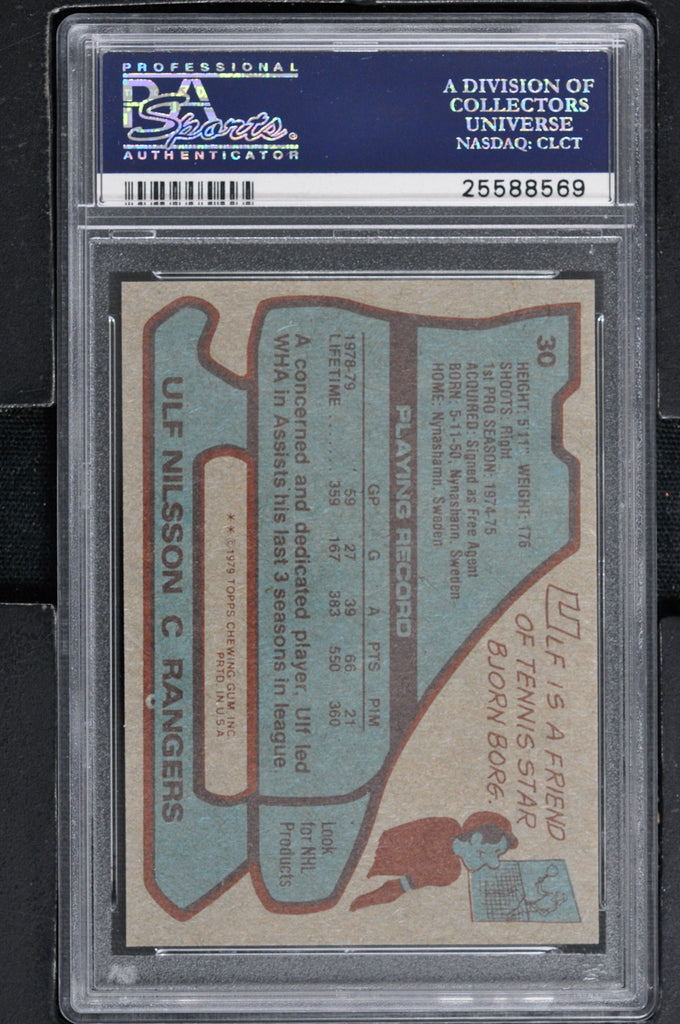 PROFESSIONAL
PSA
Sports.
AUTHENTICATOR
A DIVISION OF
COLLECTORS
UNIVERSE
NASDAQ: CLCT
25588569
30
HEIGHT: 5'11" WEIGHT: 176
SHOOTS: Right
1st PRO SEASON: 1974-75
ACQUIRED: Signed as Free Agent
BORN: 5-11-50, Nynashamn, Sweden
HOME: Nynashamn, Sweden
ULF IS A FRIEND
OF TENNIS STAR
BJORN BORG.
PLAYING RECORD
GP G A PTS PIM
1978-79 59 27 39 66 21
LIFETIME ...... 359 167 383 550 360
A concerned and dedicated player, Ulf led
WHA in Assists his last 3 seasons in league.
Look
for NHL
Products
* * ©1979 TOPPS CHEWING GUM, INC.
PRTD. IN U.S.A.
ULF NILSSON C RANGERS